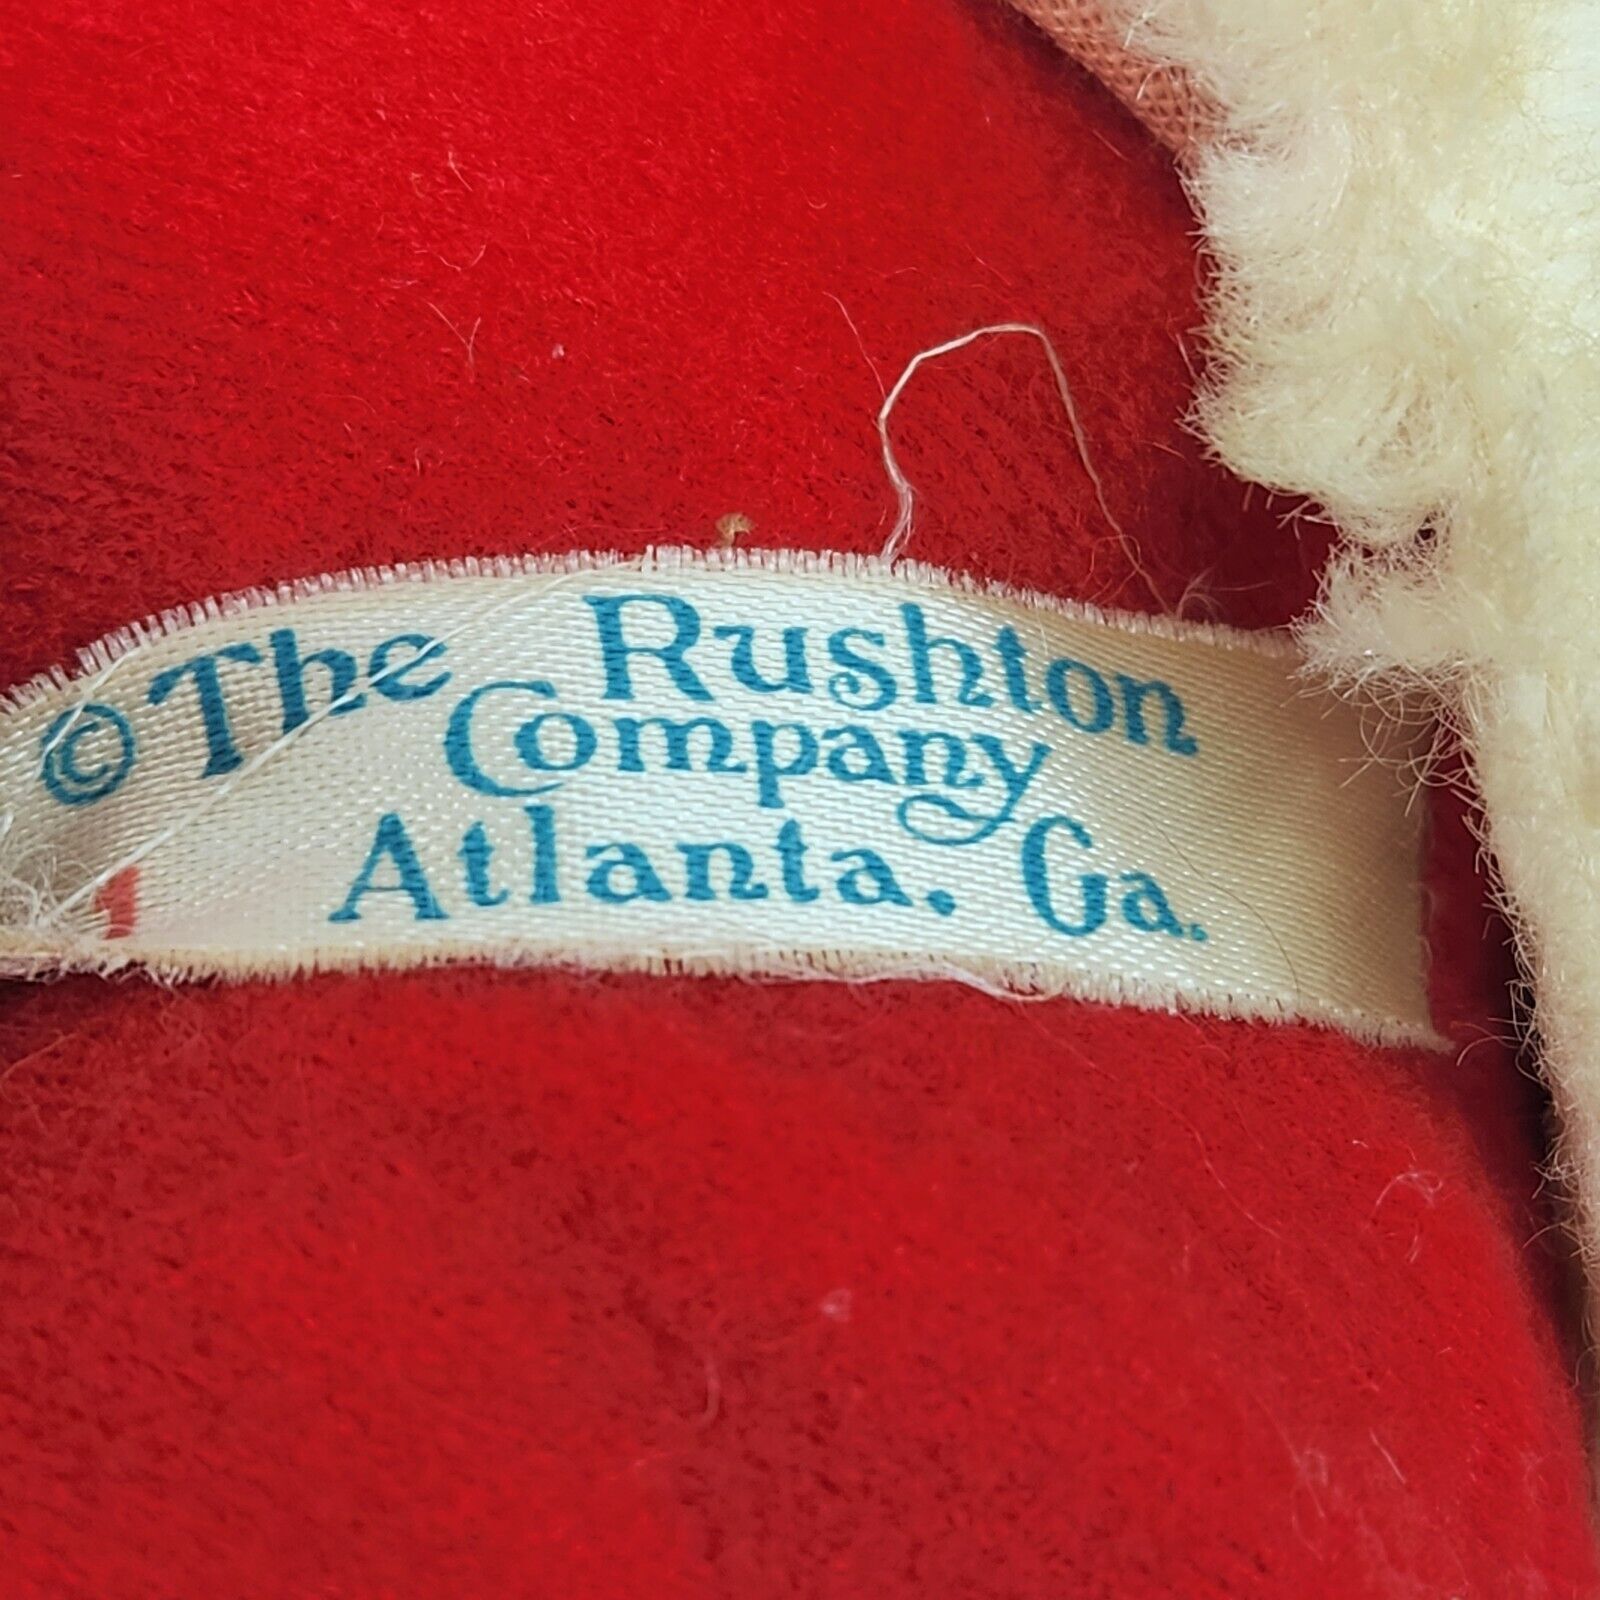 © The Rushton
Company
Atlanta, Ga.